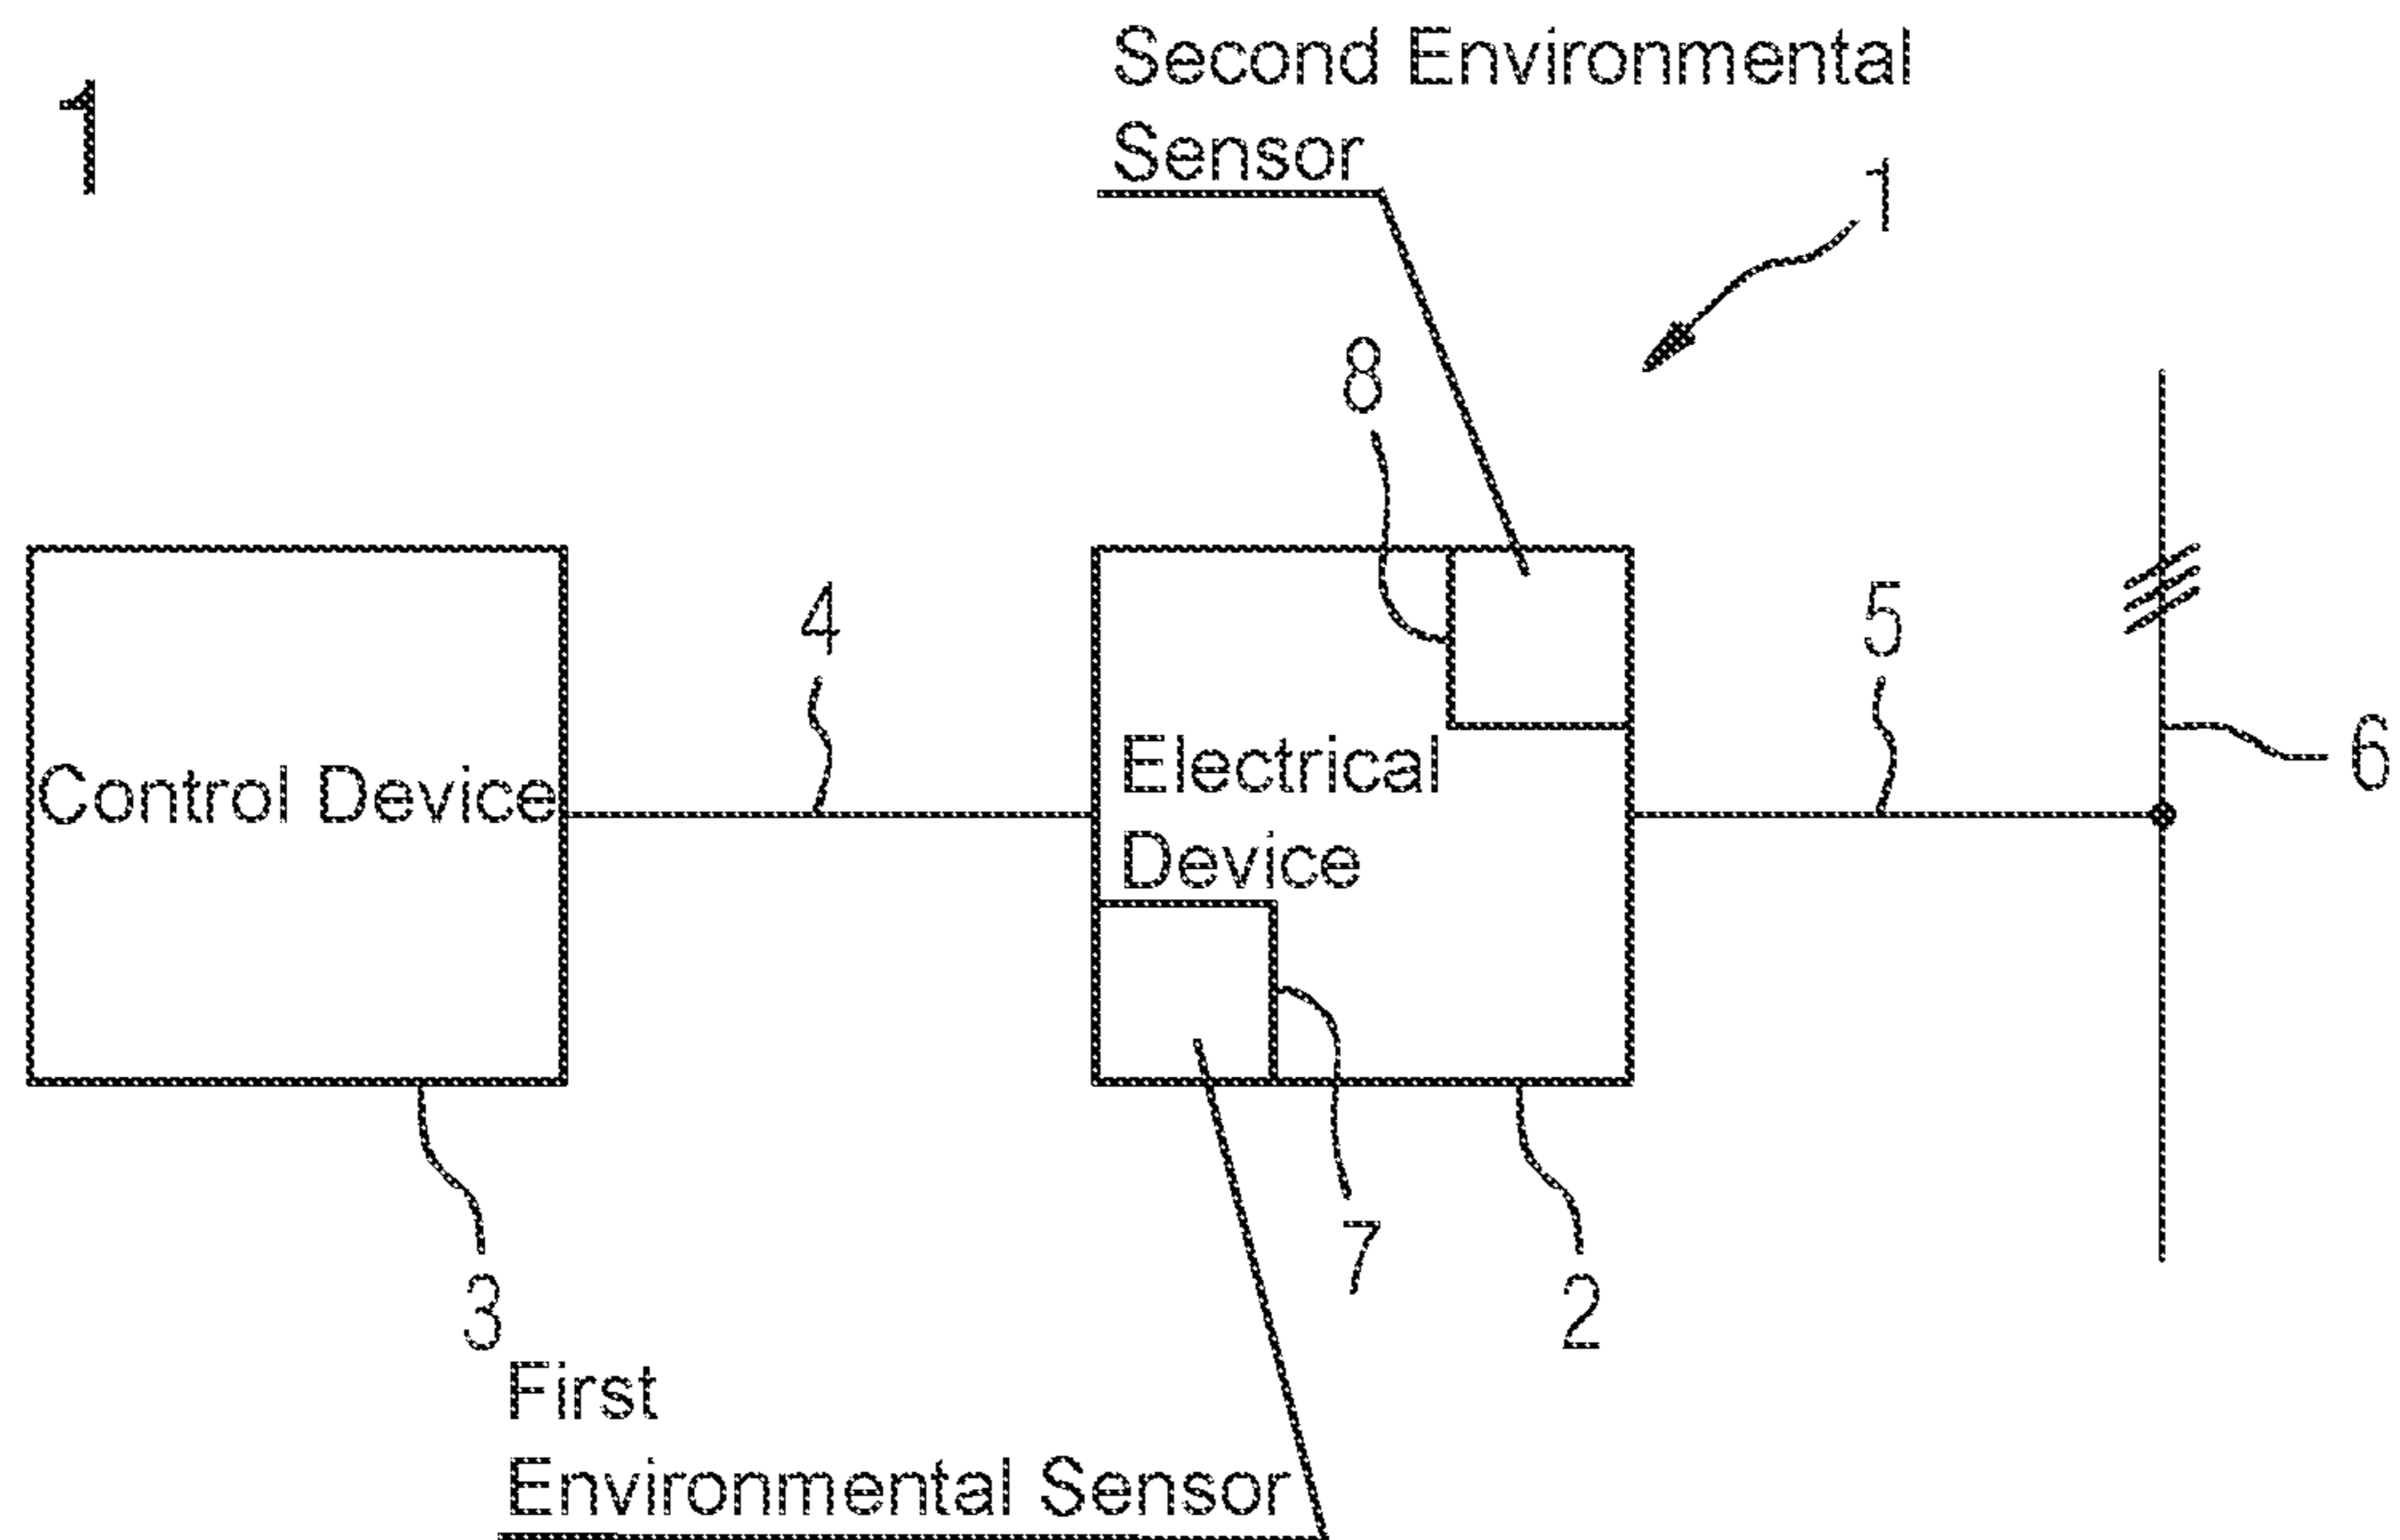 1
Second Environmental
Sensor
1
8
4
5
Electrical
Device
Control Device
6
7
3
2
First
Environmental Sensor